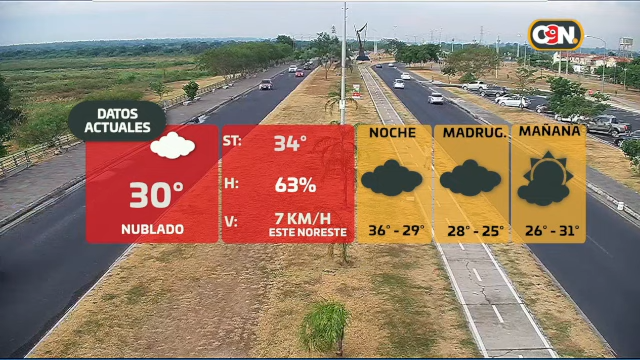 C9N
DATOS
ACTUALES
30°
NUBLADO
ST: 34°
H: 63%
V: 7 KM/H
ESTE NORESTE
NOCHE
36° - 29°
MADRUG.
28° - 25°
MAÑANA
26° - 31°